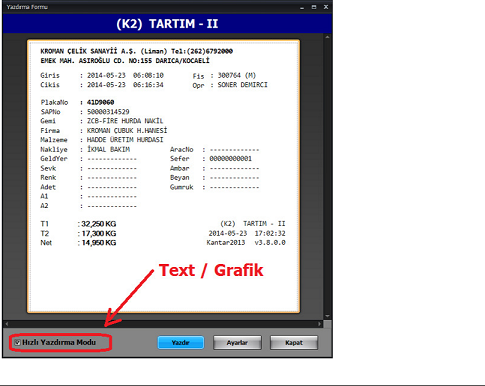 Yazdırma Formu
(K2) TARTIM - II
KROMAN ÇELİK SANAYİİ A.Ş. (Liman) Tel:(262)6792000
EMEK MAH. ASIROĞLU CD. NO:155 DARICA/KOCAELİ
Giris : 2014-05-23 06:08:10 Fis : 300764 (M)
Cikis : 2014-05-23 06:16:34 Opr : SONER DEMIRCI
PlakaNo : 41D9060
SAPNo : 50000314529
Gemi : ZCB-FİRE HURDA NAKİL
Firma : KROMAN ÇUBUK H.HANESİ
Malzeme : HADDE ÜRETİM HURDASI
Nakliye : İKMAL BAKIM AracNo : -------------
GeldYer : ------------- Sefer : 00000000001
Sevk : ------------- Ambar : -------------
Renk : ------------- Beyan : -------------
Adet : ------------- Gumruk : -------------
A1 : -------------
A2 : -------------
T1 : 32,250 KG (K2) TARTIM - II
T2 : 17,300 KG 2014-05-23 17:02:32
Net : 14,950 KG Kantar2013 v3.8.0.0
Text / Grafik
Hızlı Yazdırma Modu Yazdır Ayarlar Kapat